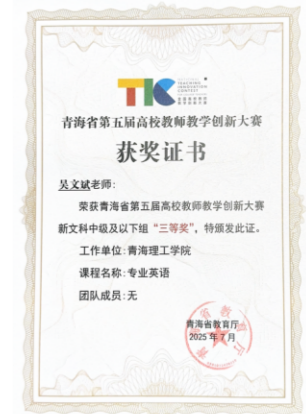 TIC
TEACHING
INNOVATION
CONTEST
青海省第五届高校教师教学创新大赛
获奖证书
吴文斌老师:
荣获青海省第五届高校教师教学创新大赛
新文科中级及以下组“三等奖”,特颁发此证。
工作单位:青海理工学院
课程名称:专业英语
团队成员:无
青海省教育厅
2025年7月